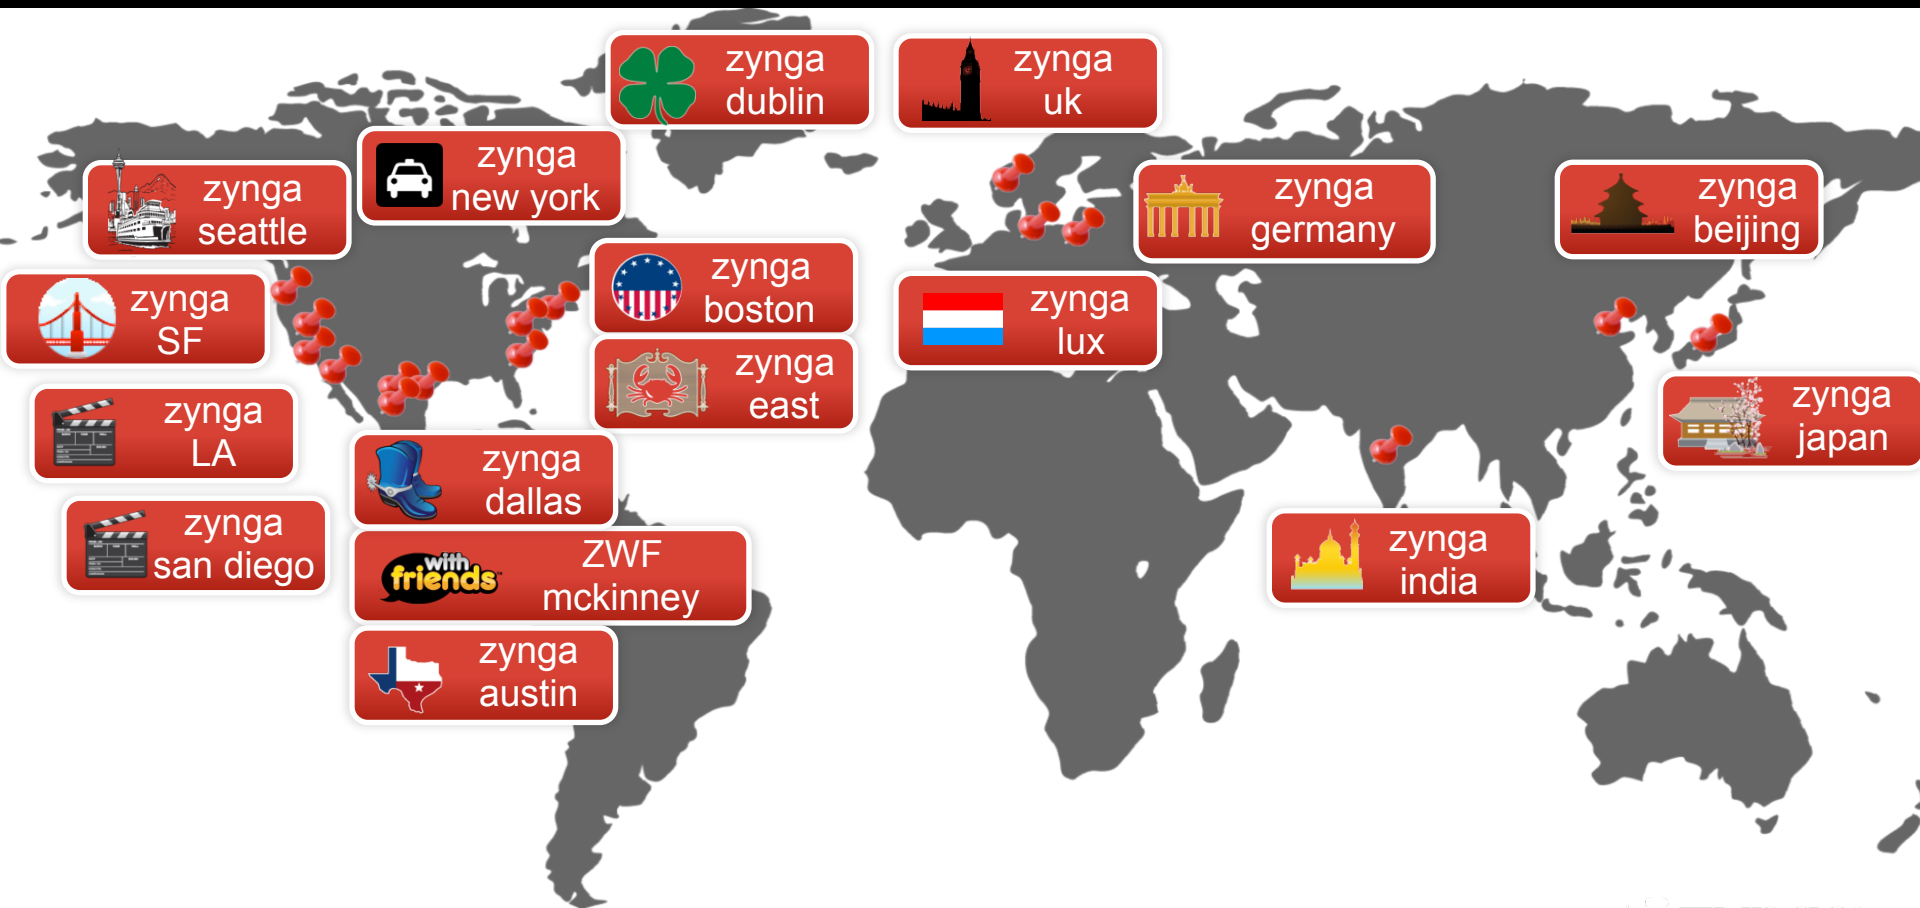 zynga
dublin
zynga
uk
zynga
new york
zynga
seattle
zynga
germany
zynga
beijing
zynga
boston
zynga
SF
zynga
lux
zynga
east
zynga
LA
zynga
japan
zynga
dallas
zynga
san diego
with
friends
ZWF
mckinney
zynga
india
zynga
austin